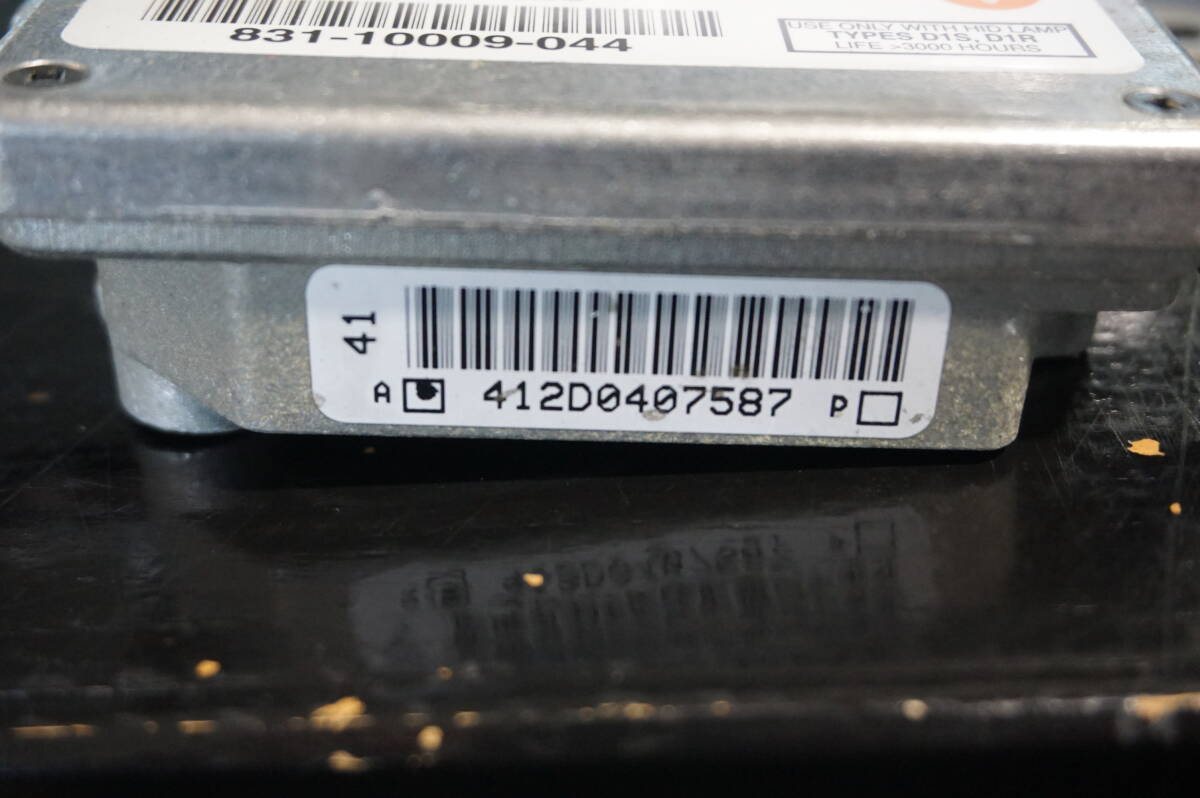 831-10009-044
USE ONLY WITH HID LAMP
TYPES D1S, D1R
LIFE >3000 HOURS
41
A 412D0407587 P